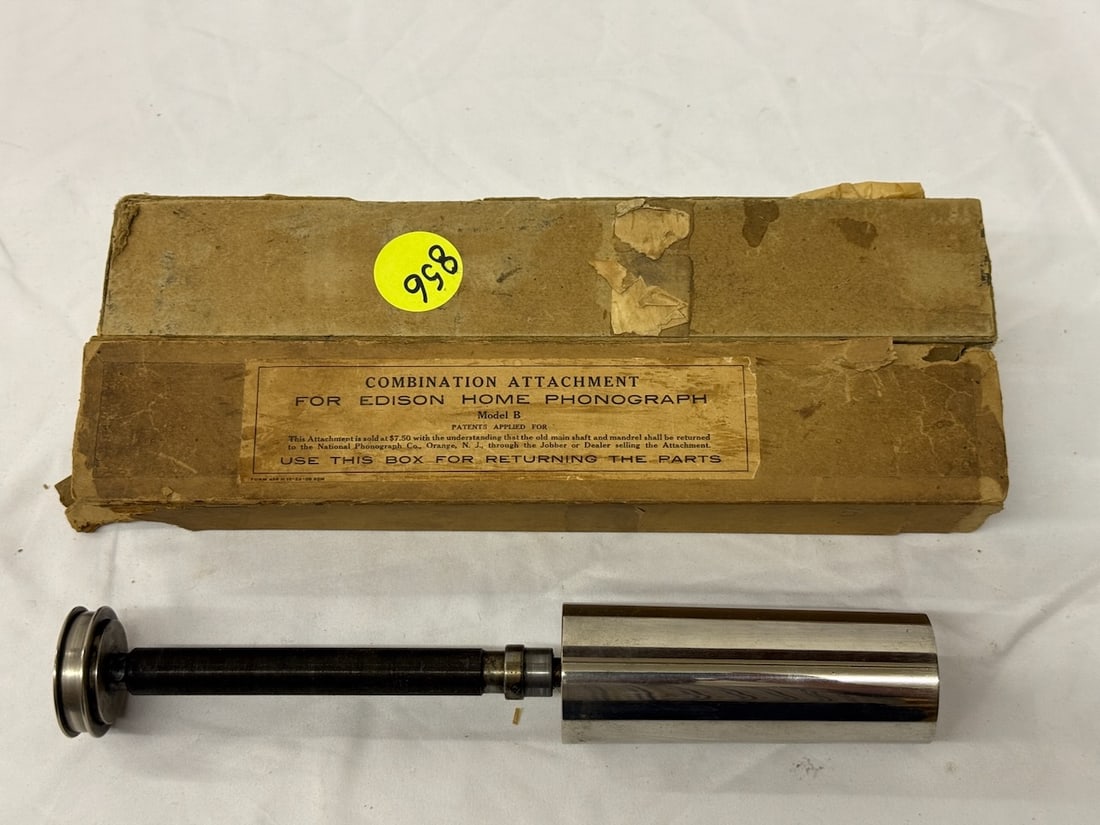 856
COMBINATION ATTACHMENT
FOR EDISON HOME PHONOGRAPH
Model B
PATENTS APPLIED FOR
This Attachment is sold at $7.50 with the understanding that the old main shaft and mandrel shall be returned
to the National Phonograph Co., Orange, N. J., through the Jobber or Dealer selling the Attachment.
USE THIS BOX FOR RETURNING THE PARTS
FORM